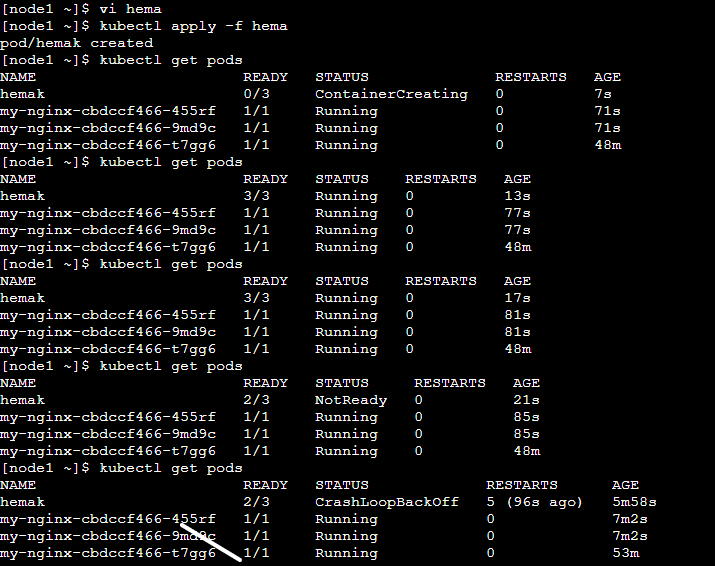 [node1 ~]$ vi hema
[node1 ~]$ kubectl apply -f hema
pod/hemak created
[node1 ~]$ kubectl get pods
NAME READY STATUS RESTARTS AGE
hemak 0/3 ContainerCreating 0 7s
my-nginx-cbdccf466-455rf 1/1 Running 0 71s
my-nginx-cbdccf466-9md9c 1/1 Running 0 71s
my-nginx-cbdccf466-t7gg6 1/1 Running 0 48m
[node1 ~]$ kubectl get pods
NAME READY STATUS RESTARTS AGE
hemak 3/3 Running 0 13s
my-nginx-cbdccf466-455rf 1/1 Running 0 77s
my-nginx-cbdccf466-9md9c 1/1 Running 0 77s
my-nginx-cbdccf466-t7gg6 1/1 Running 0 48m
[node1 ~]$ kubectl get pods
NAME READY STATUS RESTARTS AGE
hemak 3/3 Running 0 17s
my-nginx-cbdccf466-455rf 1/1 Running 0 81s
my-nginx-cbdccf466-9md9c 1/1 Running 0 81s
my-nginx-cbdccf466-t7gg6 1/1 Running 0 48m
[node1 ~]$ kubectl get pods
NAME READY STATUS RESTARTS AGE
hemak 2/3 NotReady 0 21s
my-nginx-cbdccf466-455rf 1/1 Running 0 85s
my-nginx-cbdccf466-9md9c 1/1 Running 0 85s
my-nginx-cbdccf466-t7gg6 1/1 Running 0 48m
[node1 ~]$ kubectl get pods
NAME READY STATUS RESTARTS AGE
hemak 2/3 CrashLoopBackOff 5 (96s ago) 5m58s
my-nginx-cbdccf466-455rf 1/1 Running 0 7m2s
my-nginx-cbdccf466-9md9c 1/1 Running 0 7m2s
my-nginx-cbdccf466-t7gg6 1/1 Running 0 53m